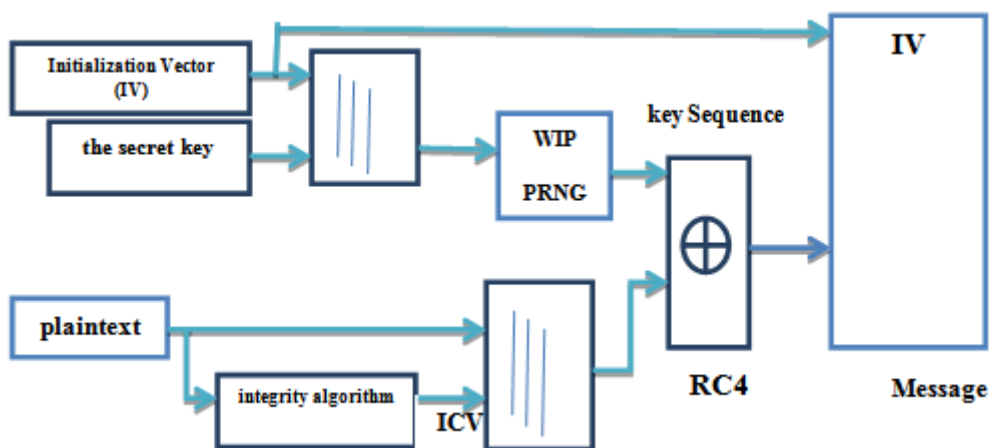 Initialization Vector
(IV)
the secret key
WIP
PRNG
key Sequence
IV
plaintext
integrity algorithm
ICV
RC4
Message